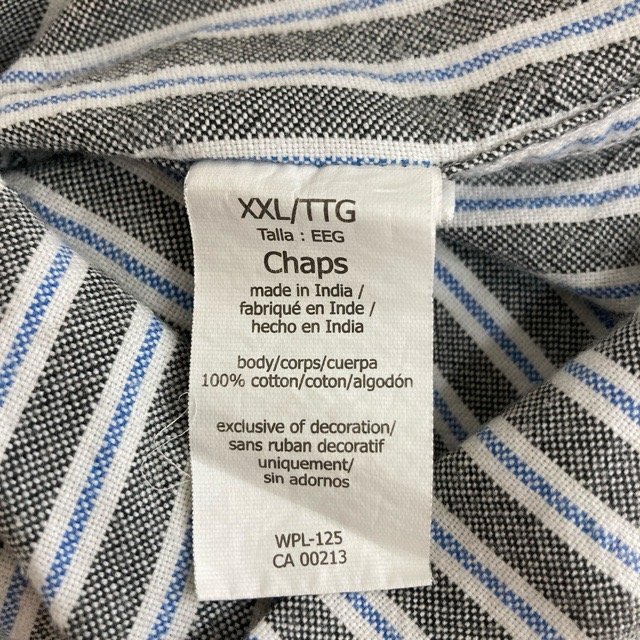 XXL/TTG
Talla : EEG
Chaps
made in India /
fabriqué en Inde /
hecho en India
body/corps/cuerpa
100% cotton/coton/algodón
exclusive of decoration/
sans ruban decoratif
uniquement/
sin adornos
WPL-125
CA 00213